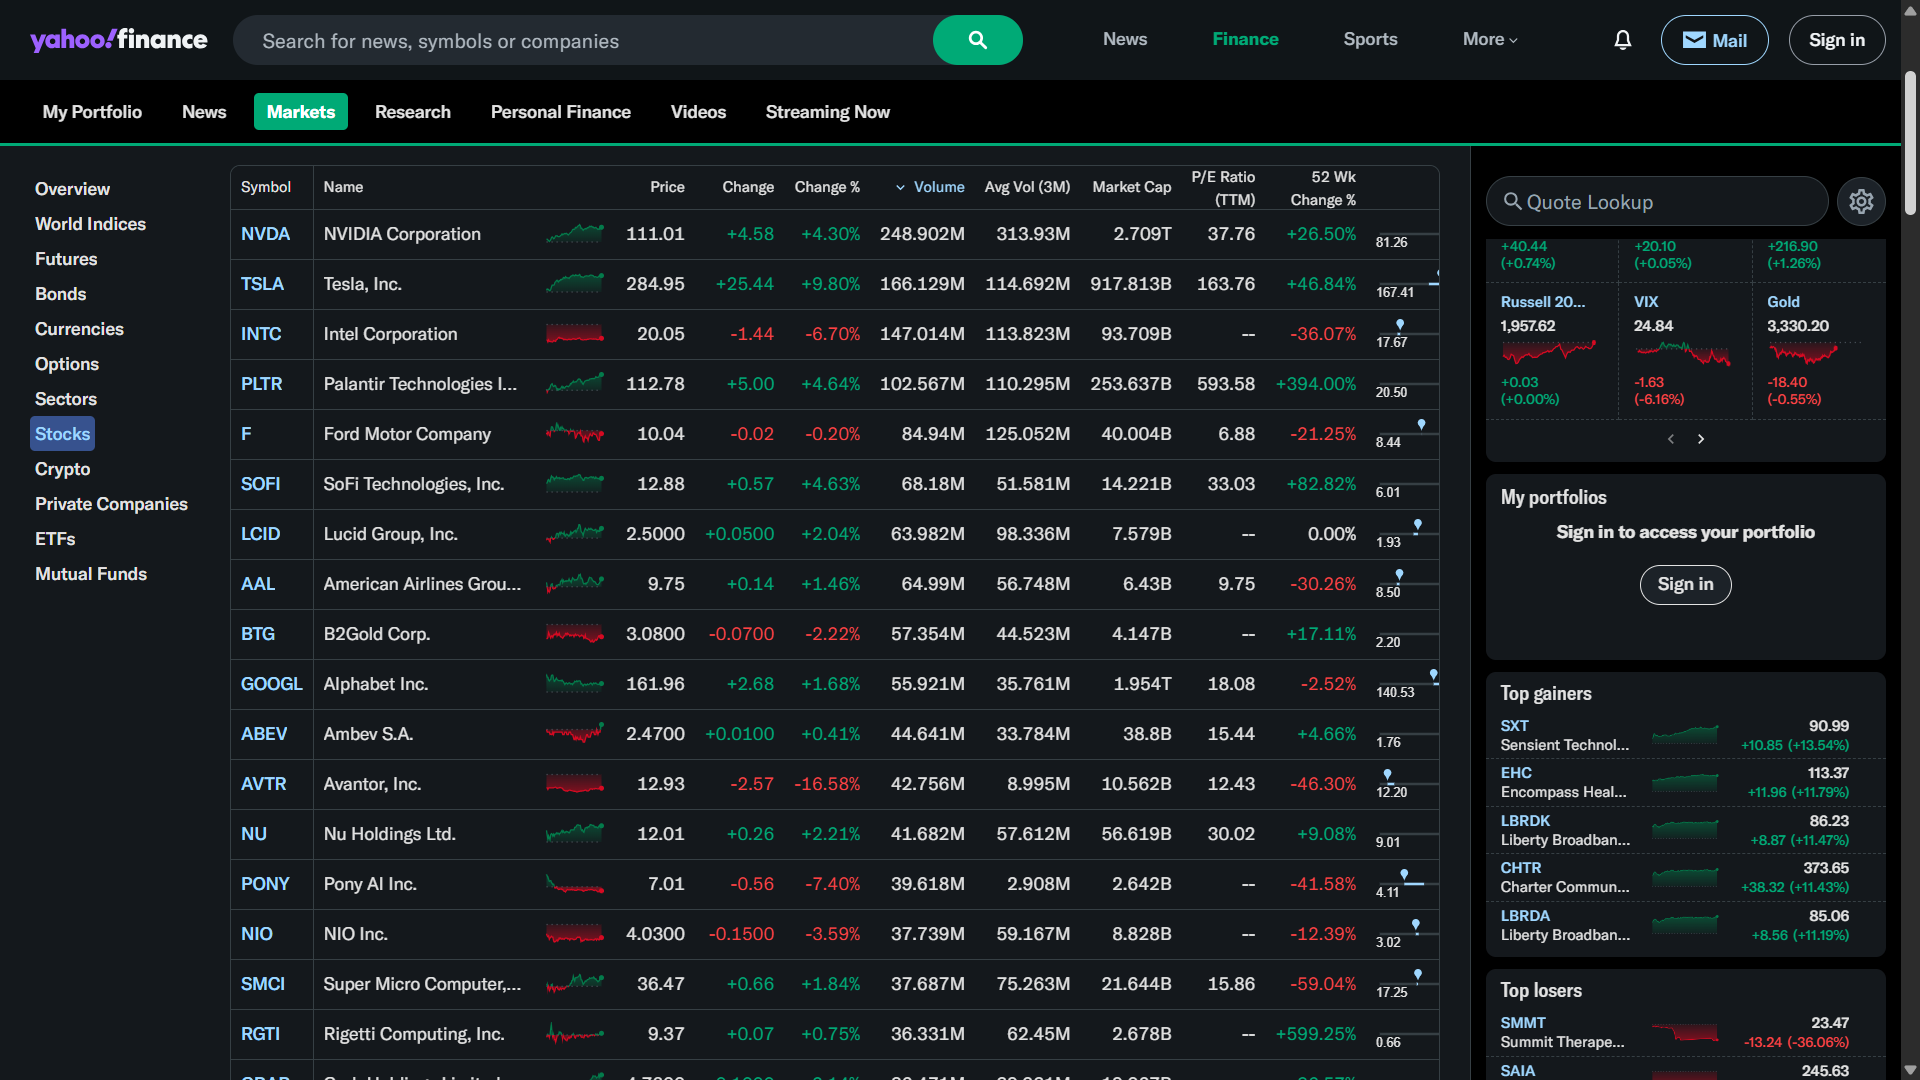 yahoo!finance
Search for news, symbols or companies
News Finance Sports More
Mail
Sign in
My Portfolio News Markets Research Personal Finance Videos Streaming Now
Overview
World Indices
Futures
Bonds
Currencies
Options
Sectors
Stocks
Crypto
Private Companies
ETFs
Mutual Funds
Symbol Name Price Change Change % Volume Avg Vol (3M) Market Cap P/E Ratio (TTM) 52 Wk Change %
NVDA NVIDIA Corporation 111.01 +4.58 +4.30% 248.902M 313.93M 2.709T 37.76 +26.50% 81.26
TSLA Tesla, Inc. 284.95 +25.44 +9.80% 166.129M 114.692M 917.813B 163.76 +46.84% 167.41
INTC Intel Corporation 20.05 -1.44 -6.70% 147.014M 113.823M 93.709B -- -36.07% 17.67
PLTR Palantir Technologies I... 112.78 +5.00 +4.64% 102.567M 110.295M 253.637B 593.58 +394.00% 20.50
F Ford Motor Company 10.04 -0.02 -0.20% 84.94M 125.052M 40.004B 6.88 -21.25% 8.44
SOFI SoFi Technologies, Inc. 12.88 +0.57 +4.63% 68.18M 51.581M 14.221B 33.03 +82.82% 6.01
LCID Lucid Group, Inc. 2.5000 +0.0500 +2.04% 63.982M 98.336M 7.579B -- 0.00% 1.93
AAL American Airlines Grou... 9.75 +0.14 +1.46% 64.99M 56.748M 6.43B 9.75 -30.26% 8.50
BTG B2Gold Corp. 3.0800 -0.0700 -2.22% 57.354M 44.523M 4.147B -- +17.11% 2.20
GOOGL Alphabet Inc. 161.96 +2.68 +1.68% 55.921M 35.761M 1.954T 18.08 -2.52% 140.53
ABEV Ambev S.A. 2.4700 +0.0100 +0.41% 44.641M 33.784M 38.8B 15.44 +4.66% 1.76
AVTR Avantor, Inc. 12.93 -2.57 -16.58% 42.756M 8.995M 10.562B 12.43 -46.30% 12.20
NU Nu Holdings Ltd. 12.01 +0.26 +2.21% 41.682M 57.612M 56.619B 30.02 +9.08% 9.01
PONY Pony AI Inc. 7.01 -0.56 -7.40% 39.618M 2.908M 2.642B -- -41.58% 4.11
NIO NIO Inc. 4.0300 -0.1500 -3.59% 37.739M 59.167M 8.828B -- -12.39% 3.02
SMCI Super Micro Computer,... 36.47 +0.66 +1.84% 37.687M 75.263M 21.644B 15.86 -59.04% 17.25
RGTI Rigetti Computing, Inc. 9.37 +0.07 +0.75% 36.331M 62.45M 2.678B -- +599.25% 0.66
Quote Lookup
+40.44 +20.10 +216.90
(+0.74%) (+0.05%) (+1.26%)
Russell 20... VIX Gold
1,957.62 24.84 3,330.20
+0.03 -1.63 -18.40
(+0.00%) (-6.16%) (-0.55%)
My portfolios
Sign in to access your portfolio
Sign in
Top gainers
SXT 90.99
Sensient Technol... +10.85 (+13.54%)
EHC 113.37
Encompass Heal... +11.96 (+11.79%)
LBRDK 86.23
Liberty Broadban... +8.87 (+11.47%)
CHTR 373.65
Charter Commun... +38.32 (+11.43%)
LBRDA 85.06
Liberty Broadban... +8.56 (+11.19%)
Top losers
SMMT 23.47
Summit Therape... -13.24 (-36.06%)
SAIA 245.63